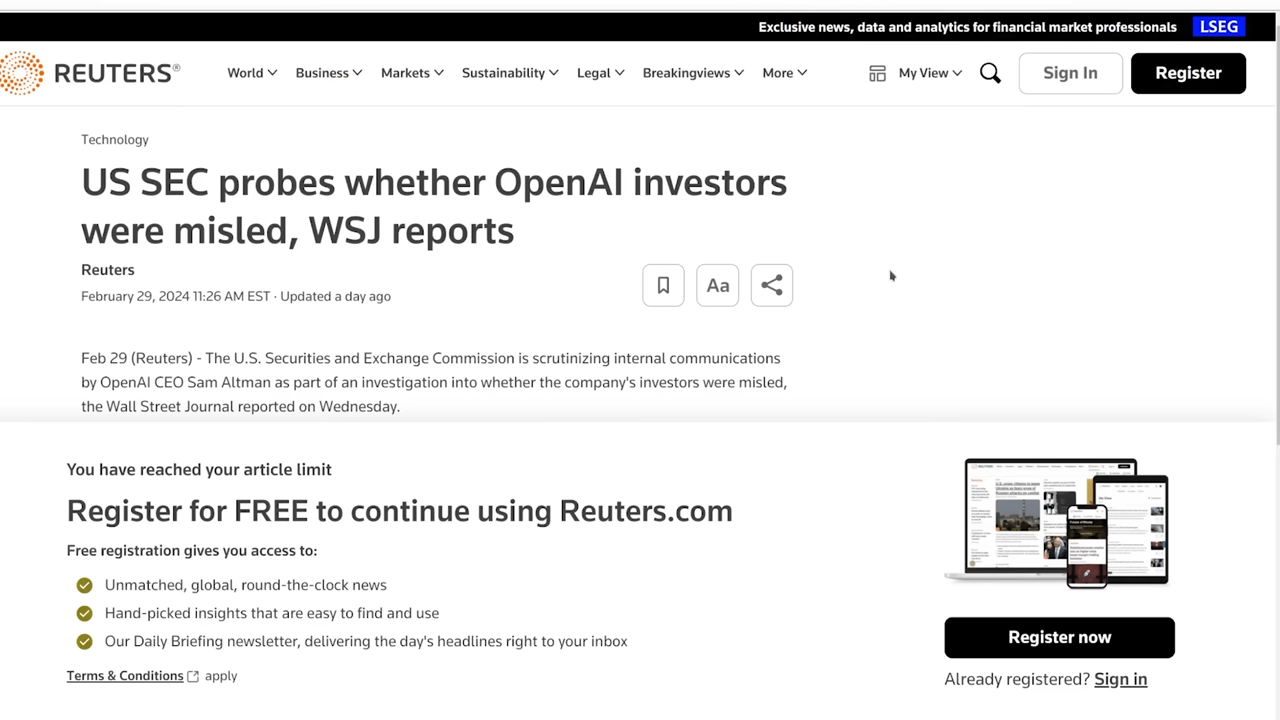 Exclusive news, data and analytics for financial market professionals LSEG
REUTERS® World Business Markets Sustainability Legal Breakingviews More My View Sign In Register
Technology
US SEC probes whether OpenAI investors
were misled, WSJ reports
Reuters
February 29, 2024 11:26 AM EST · Updated a day ago
Aa
Feb 29 (Reuters) - The U.S. Securities and Exchange Commission is scrutinizing internal communications
by OpenAI CEO Sam Altman as part of an investigation into whether the company's investors were misled,
the Wall Street Journal reported on Wednesday.
You have reached your article limit
Register for FREE to continue using Reuters.com
Free registration gives you access to:
Unmatched, global, round-the-clock news
Hand-picked insights that are easy to find and use
Our Daily Briefing newsletter, delivering the day's headlines right to your inbox
Terms & Conditions apply
Register now
Already registered? Sign in